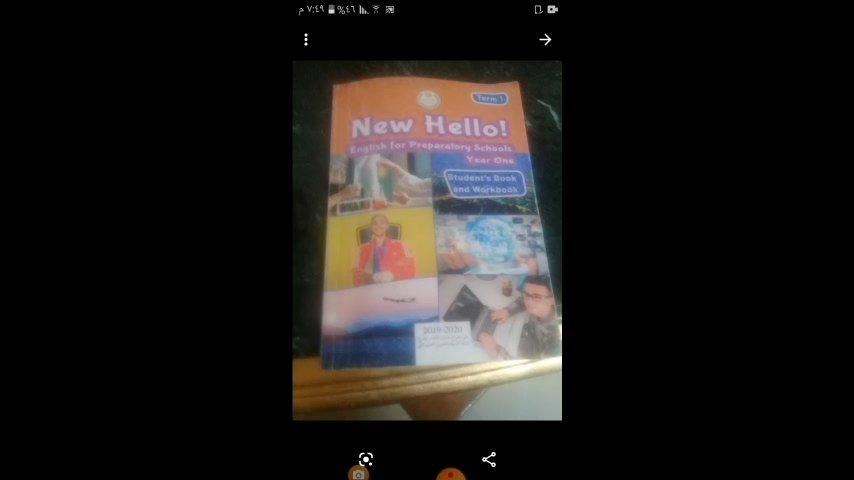 م ٧:٤٩ %٤٦
Term 1
New Hello!
English for Preparatory Schools
Year One
Student's Book
and Workbook
2019-2020